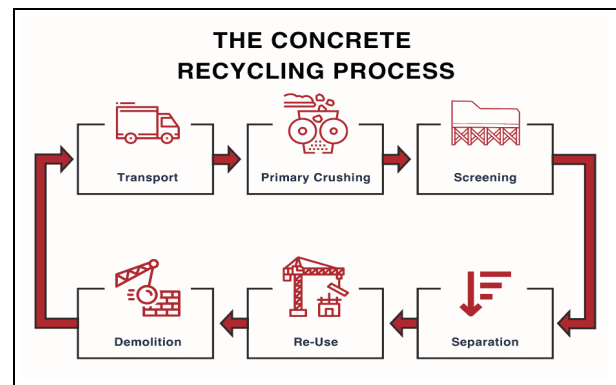 THE CONCRETE
RECYCLING PROCESS
Transport
Primary Crushing
Screening
Demolition
Re-Use
Separation